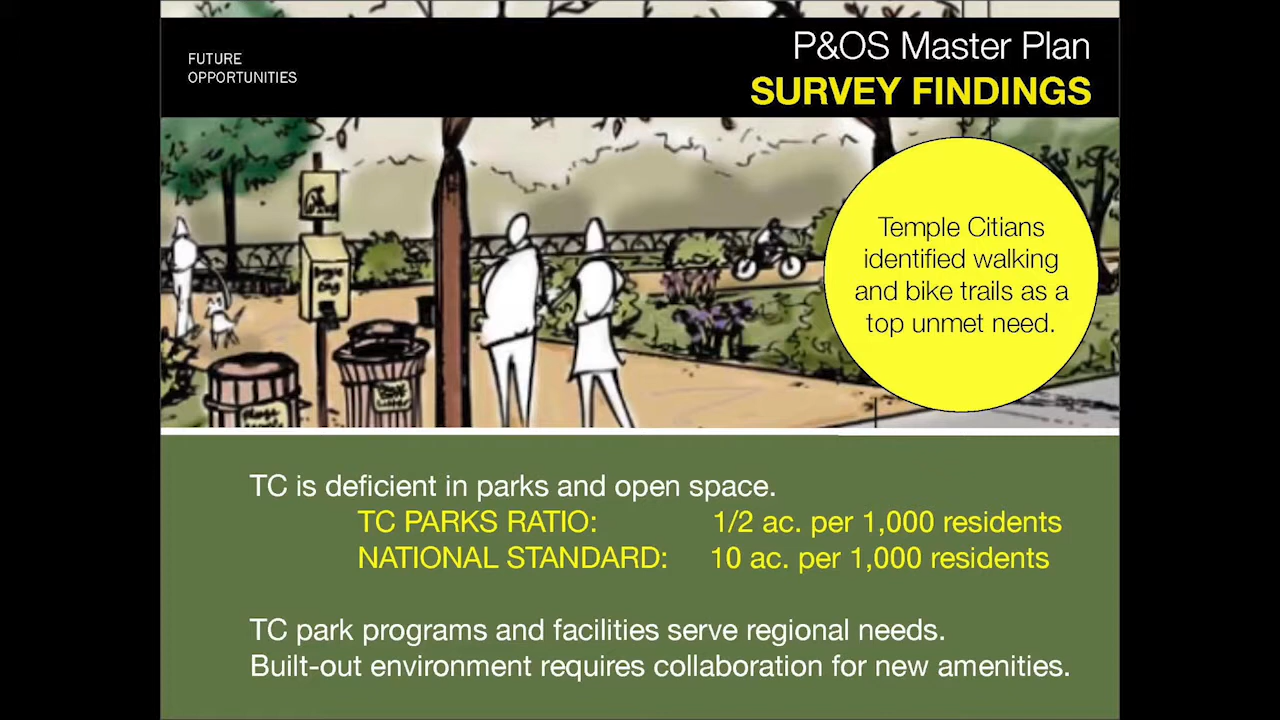 FUTURE
OPPORTUNITIES
P&OS Master Plan
SURVEY FINDINGS
Temple Citians
identified walking
and bike trails as a
top unmet need.
TC is deficient in parks and open space.
TC PARKS RATIO: 1/2 ac. per 1,000 residents
NATIONAL STANDARD: 10 ac. per 1,000 residents
TC park programs and facilities serve regional needs.
Built-out environment requires collaboration for new amenities.